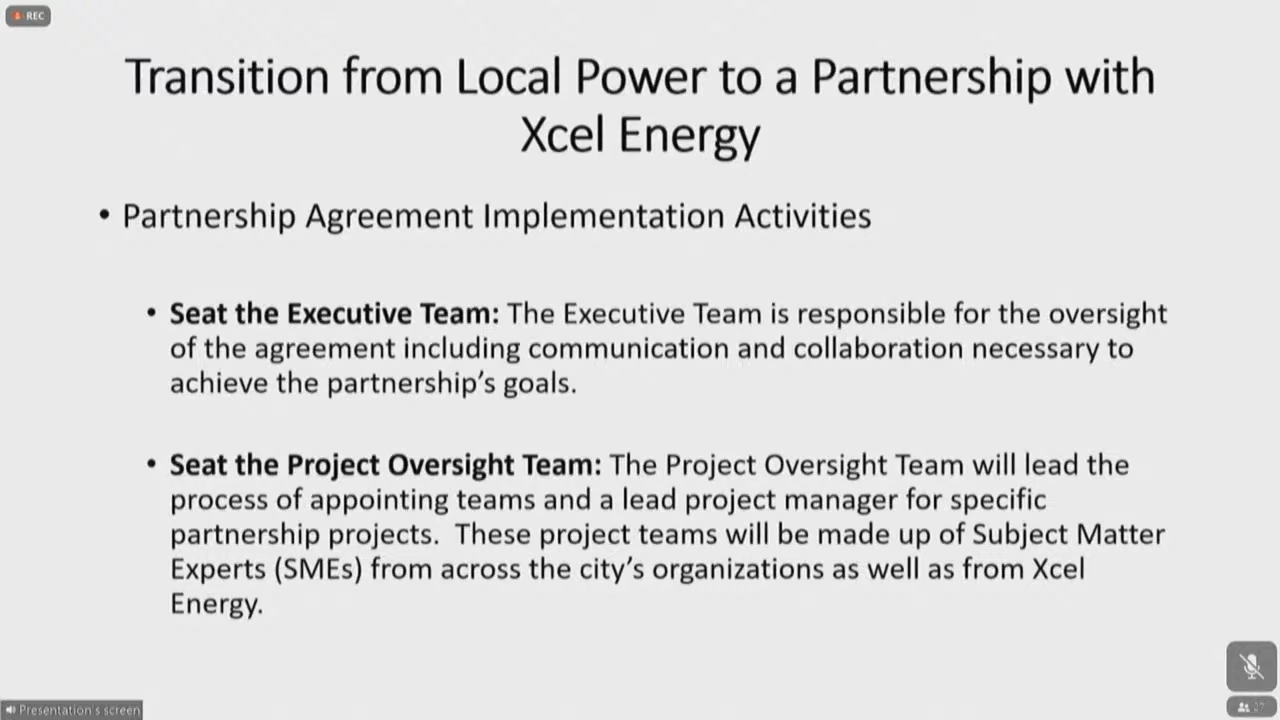 REC
Transition from Local Power to a Partnership with
Xcel Energy
• Partnership Agreement Implementation Activities
• Seat the Executive Team: The Executive Team is responsible for the oversight
of the agreement including communication and collaboration necessary to
achieve the partnership's goals.
• Seat the Project Oversight Team: The Project Oversight Team will lead the
process of appointing teams and a lead project manager for specific
partnership projects.  These project teams will be made up of Subject Matter
Experts (SMEs) from across the city's organizations as well as from Xcel
Energy.
Presentation's screen